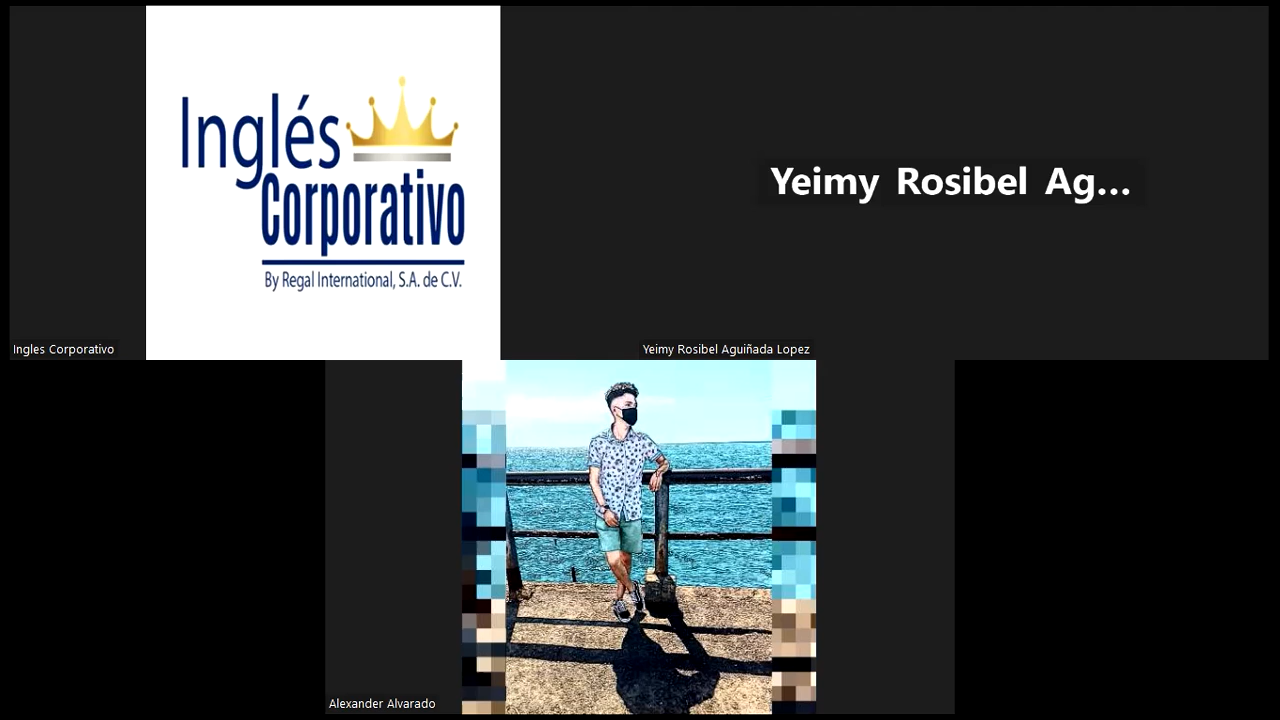 Inglés
Corporativo
By Regal International, S.A. de C.V.
Yeimy Rosibel Ag...
Ingles Corporativo
Yeimy Rosibel Aguiñada Lopez
Alexander Alvarado